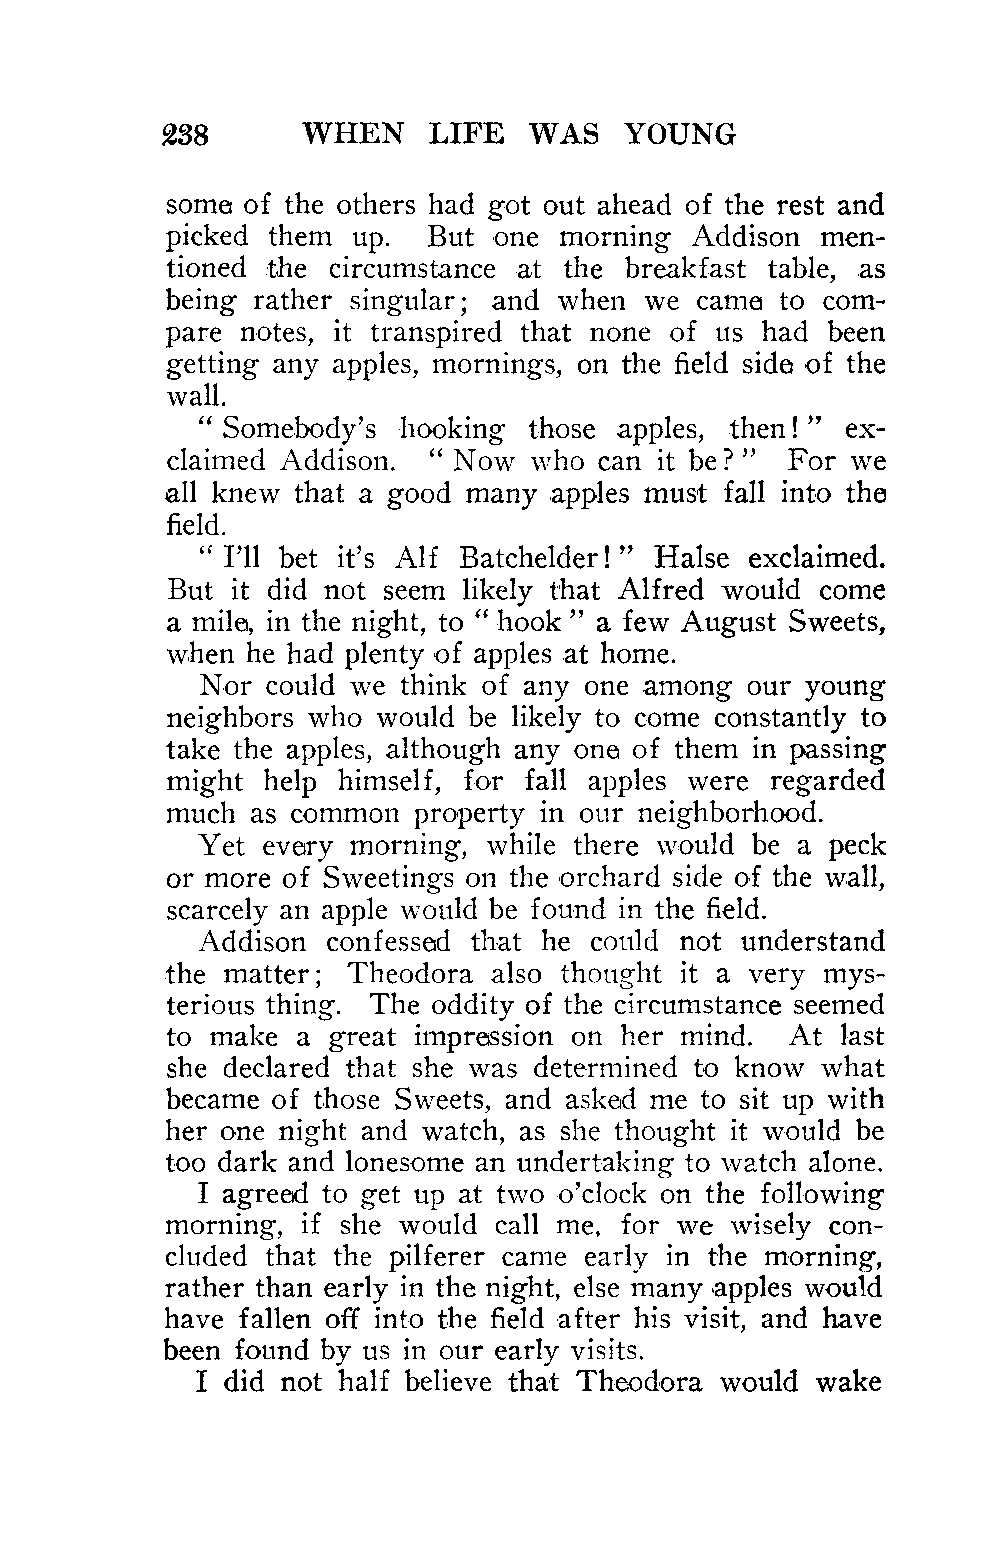 238 WHEN LIFE WAS YOUNG
some of the others had got out ahead of the rest and
picked them up. But one morning Addison men-
tioned the circumstance at the breakfast table, as
being rather singular; and when we came to com-
pare notes, it transpired that none of us had been
getting any apples, mornings, on the field side of the
wall.
“ Somebody’s hooking those apples, then! ” ex-
claimed Addison. “ Now who can it be? ” For we
all knew that a good many apples must fall into the
field.
“ I’ll bet it’s Alf Batchelder! ” Halse exclaimed.
But it did not seem likely that Alfred would come
a mile, in the night, to “ hook ” a few August Sweets,
when he had plenty of apples at home.
Nor could we think of any one among our young
neighbors who would be likely to come constantly to
take the apples, although any one of them in passing
might help himself, for fall apples were regarded
much as common property in our neighborhood.
Yet every morning, while there would be a peck
or more of Sweetings on the orchard side of the wall,
scarcely an apple would be found in the field.
Addison confessed that he could not understand
the matter; Theodora also thought it a very mys-
terious thing. The oddity of the circumstance seemed
to make a great impression on her mind. At last
she declared that she was determined to know what
became of those Sweets, and asked me to sit up with
her one night and watch, as she thought it would be
too dark and lonesome an undertaking to watch alone.
I agreed to get up at two o’clock on the following
morning, if she would call me, for we wisely con-
cluded that the pilferer came early in the morning,
rather than early in the night, else many apples would
have fallen off into the field after his visit, and have
been found by us in our early visits.
I did not half believe that Theodora would wake